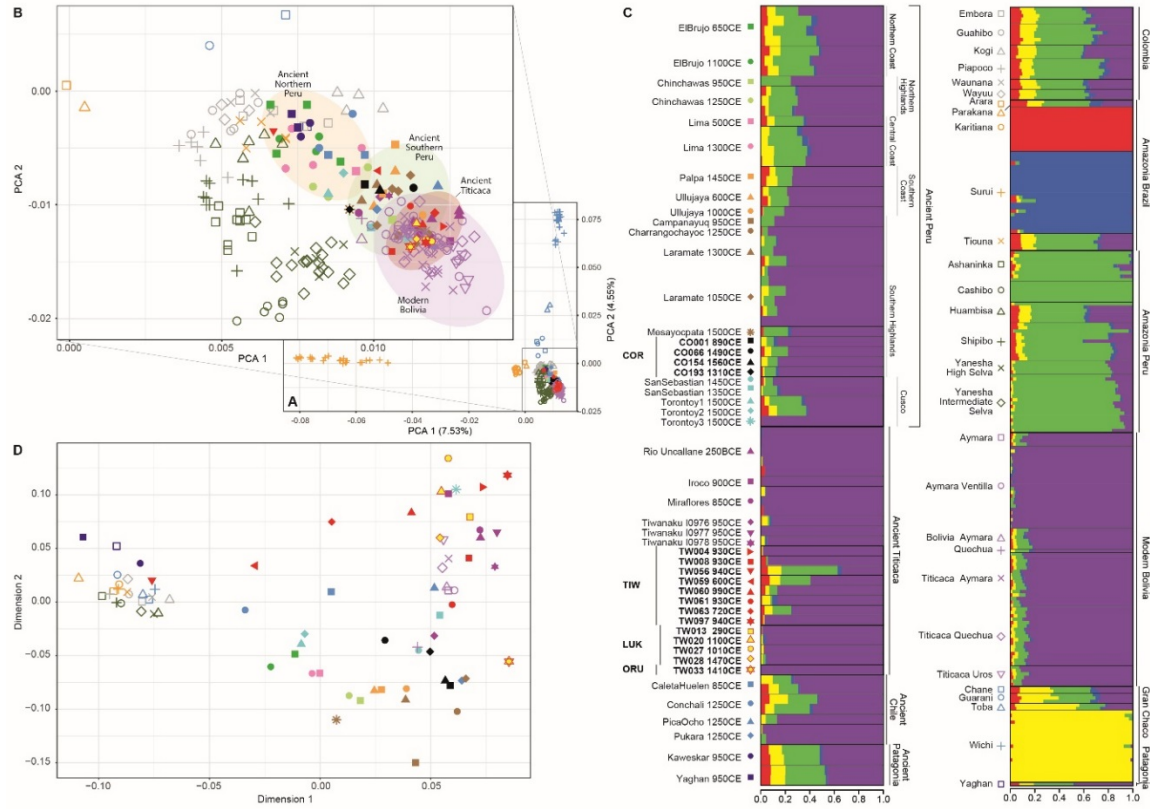 B
0.00
-0.01
-0.02
PCA 2
0.000
0.005
0.010
PCA 1
Ancient
Northern
Peru
Ancient
Southern
Peru
Ancient
Titicaca
Modern
Bolivia
0.075
0.050
0.025
0.000
-0.025
PCA 2 (4.55%)
A
-0.08
-0.06
-0.04
-0.02
0.00
PCA 1 (7.53%)
D
0.10
0.05
0.00
-0.05
-0.10
-0.15
Dimension 2
-0.10
-0.05
0.00
0.05
Dimension 1
C
ElBrujo 650CE
ElBrujo 1100CE
Chinchawas 950CE
Chinchawas 1250CE
Lima 500CE
Lima 1300CE
Palpa 1450CE
Ullujaya 600CE
Ullujaya 1000CE
Campanayuq 950CE
Charrangochayoc 1250CE
Laramate 1300CE
Laramate 1050CE
Mesayocpata 1500CE
COR
CO001 890CE
CO066 1490CE
CO154 1560CE
CO193 1310CE
SanSebastian 1450CE
SanSebastian 1350CE
Torontoy1 1500CE
Torontoy2 1500CE
Torontoy3 1500CE
Rio Uncallane 250BCE
Iroco 900CE
Miraflores 850CE
Tiwanaku I0976 950CE
Tiwanaku I0977 950CE
Tiwanaku I0978 950CE
TIW
TW004 930CE
TW008 930CE
TW056 940CE
TW059 600CE
TW060 990CE
TW061 930CE
TW063 720CE
TW097 940CE
LUK
TW013 290CE
TW020 1100CE
TW027 1010CE
TW028 1470CE
ORU
TW033 1410CE
CaletaHuelen 850CE
Conchali 1250CE
PicaOcho 1250CE
Pukara 1250CE
Kaweskar 950CE
Yaghan 950CE
0.0 0.2 0.4 0.6 0.8 1.0
Northern
Coast
Northern
Highlands
Central
Coast
Southern
Coast
Southern Highlands
Cusco
Ancient Peru
Ancient Titicaca
Ancient
Chile
Ancient
Patagonia
Embora
Guahibo
Kogi
Piapoco
Waunana
Wayuu
Arara
Parakana
Karitiana
Surui
Tiouna
Ashaninka
Cashibo
Huambisa
Shipibo
Yanesha
High Selva
Yanesha
Intermediate
Selva
Aymara
Aymara Ventilla
Bolivia Aymara
Quechua
Titicaca Aymara
Titicaca Quechua
Titicaca Uros
Chane
Guarani
Toba
Wichi
Yaghan
0.0 0.2 0.4 0.6 0.8 1.0
Colombia
Amazonia Brazil
Amazonia Peru
Modern Bolivia
Gran Chaco
Patagonia